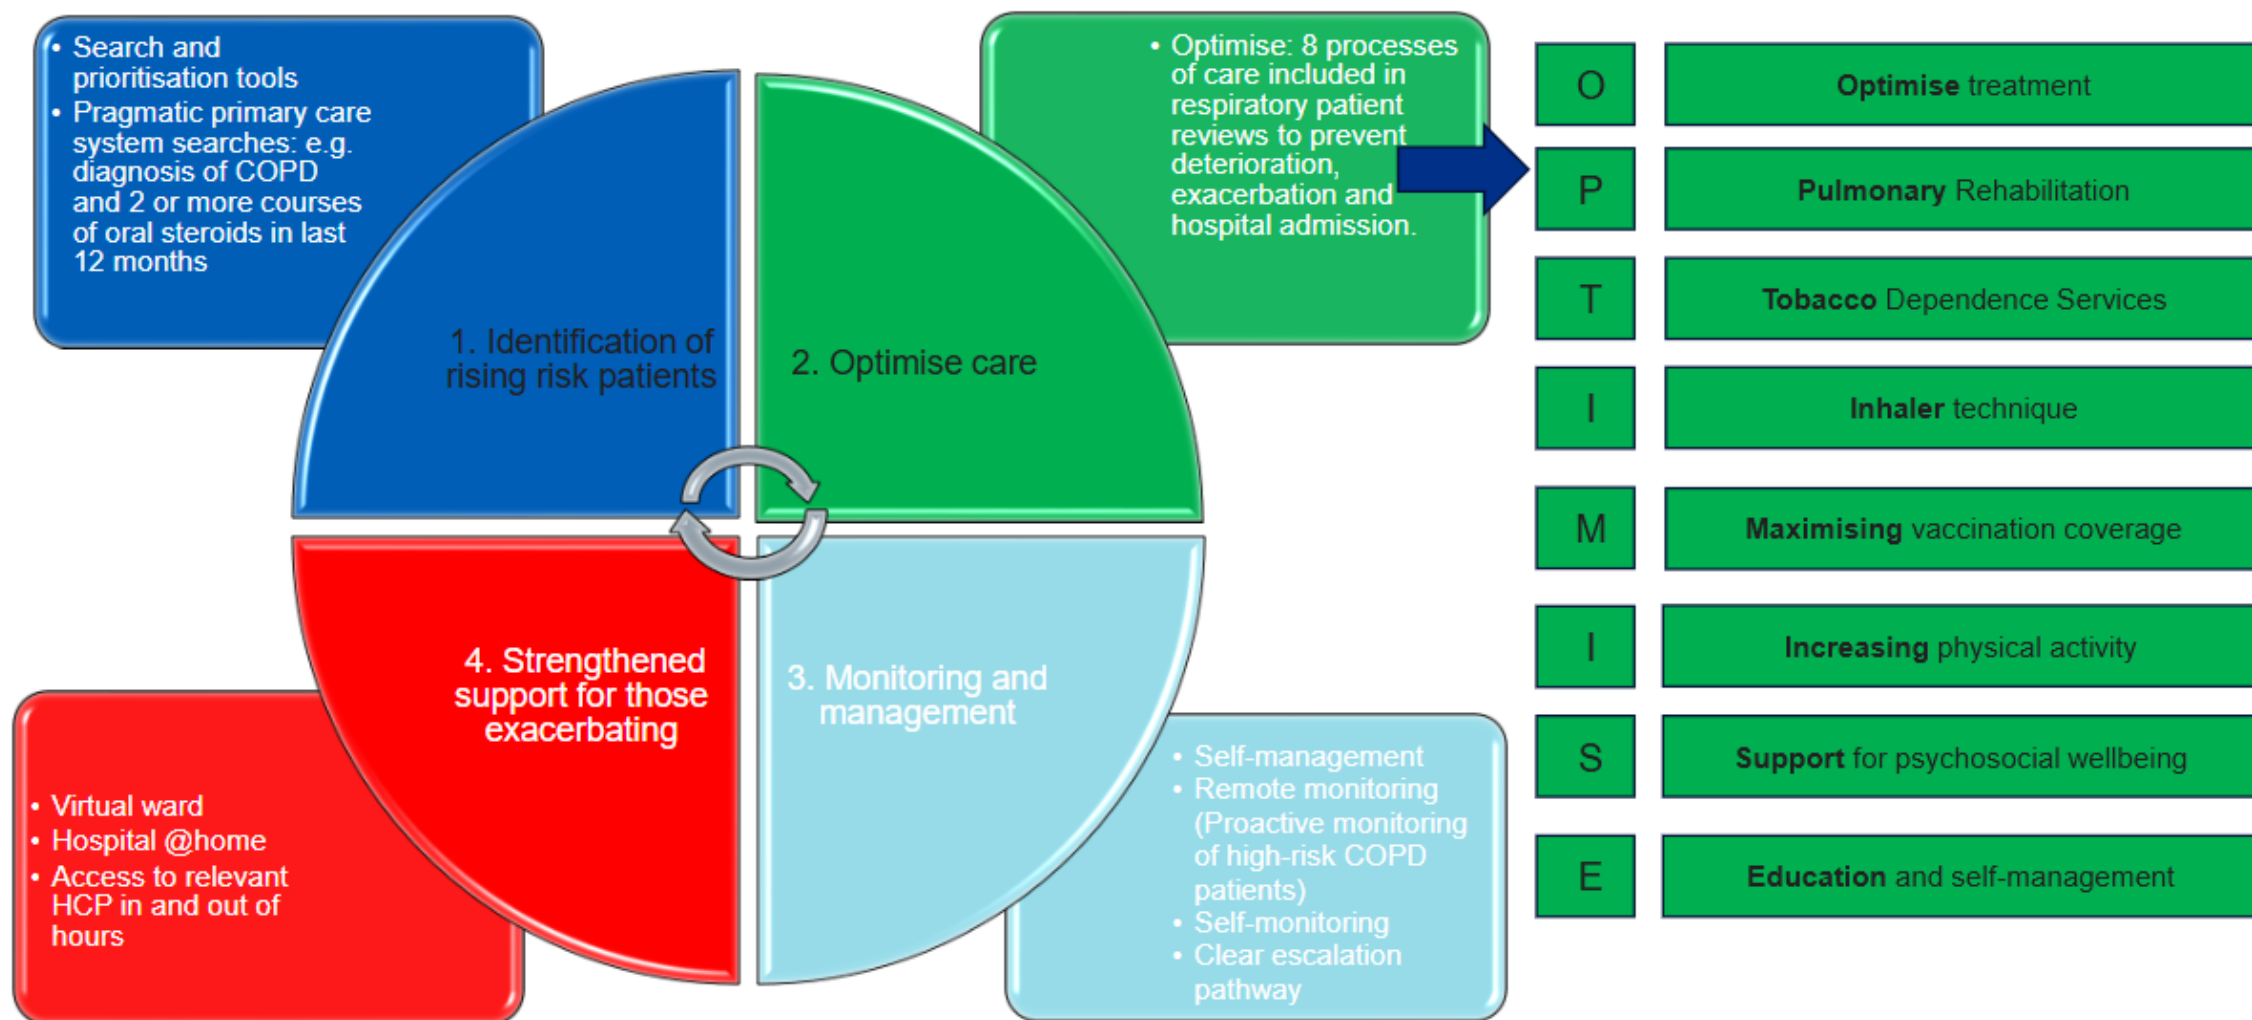 • Search and
prioritisation tools
• Pragmatic primary care
system searches: e.g.
diagnosis of COPD
and 2 or more courses
of oral steroids in last
12 months
1. Identification of
rising risk patients
• Optimise: 8 processes
of care included in
respiratory patient
reviews to prevent
deterioration,
exacerbation and
hospital admission.
2. Optimise care
3. Monitoring and
management
• Self-management
• Remote monitoring
(Proactive monitoring
of high-risk COPD
patients)
• Self-monitoring
• Clear escalation
pathway
4. Strengthened
support for those
exacerbating
• Virtual ward
• Hospital @home
• Access to relevant
HCP in and out of
hours
O Optimise treatment
P Pulmonary Rehabilitation
T Tobacco Dependence Services
I Inhaler technique
M Maximising vaccination coverage
I Increasing physical activity
S Support for psychosocial wellbeing
E Education and self-management